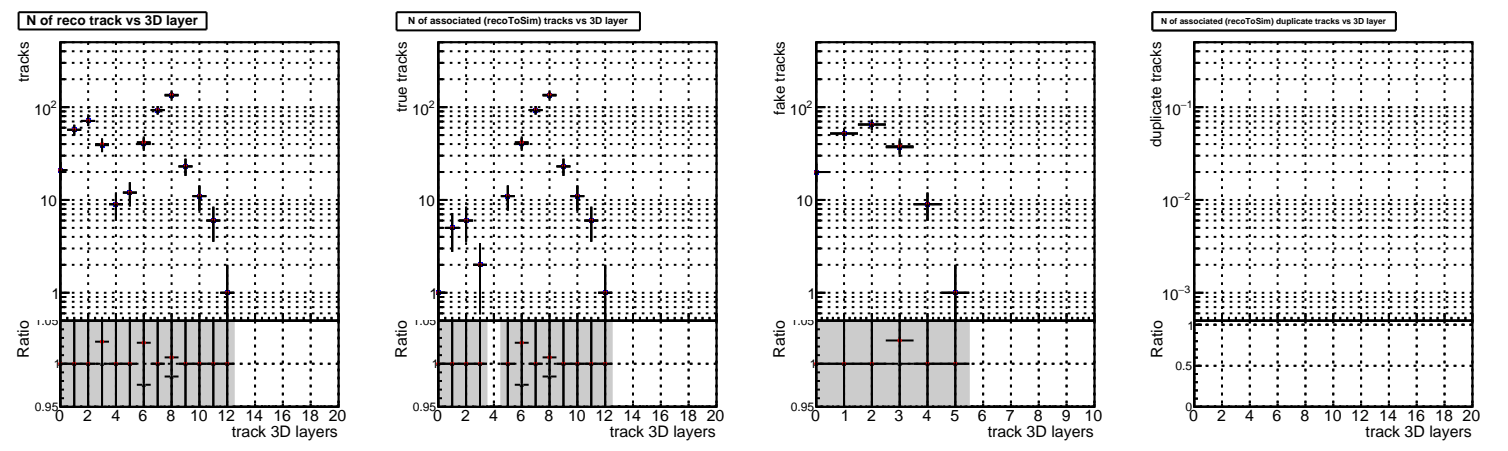 N of reco track vs 3D layer
tracks
10²
10
1
Ratio
1.05
1
0.95
0 2 4 6 8 10 12 14 16 18 20
track 3D layers
N of associated (recoToSim) tracks vs 3D layer
true tracks
10²
10
1
Ratio
1.05
1
0.95
0 2 4 6 8 10 12 14 16 18 20
track 3D layers
fake tracks
10²
10
1
Ratio
1.05
1
0.95
0 1 2 3 4 5 6 7 8 9 10
track 3D layers
N of associated (recoToSim) duplicate tracks vs 3D layer
duplicate tracks
10⁻¹
10⁻²
10⁻³
Ratio
1
0.5
0
0 2 4 6 8 10 12 14 16 18 20
track 3D layers